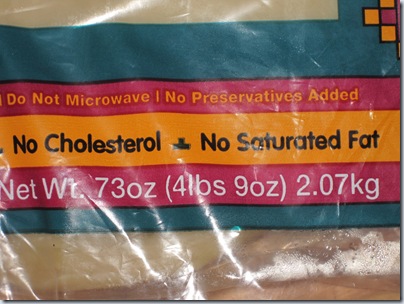 Do Not Microwave | No Preservatives Added
No Cholesterol No Saturated Fat
Net Wt. 73oz (4lbs 9oz) 2.07kg